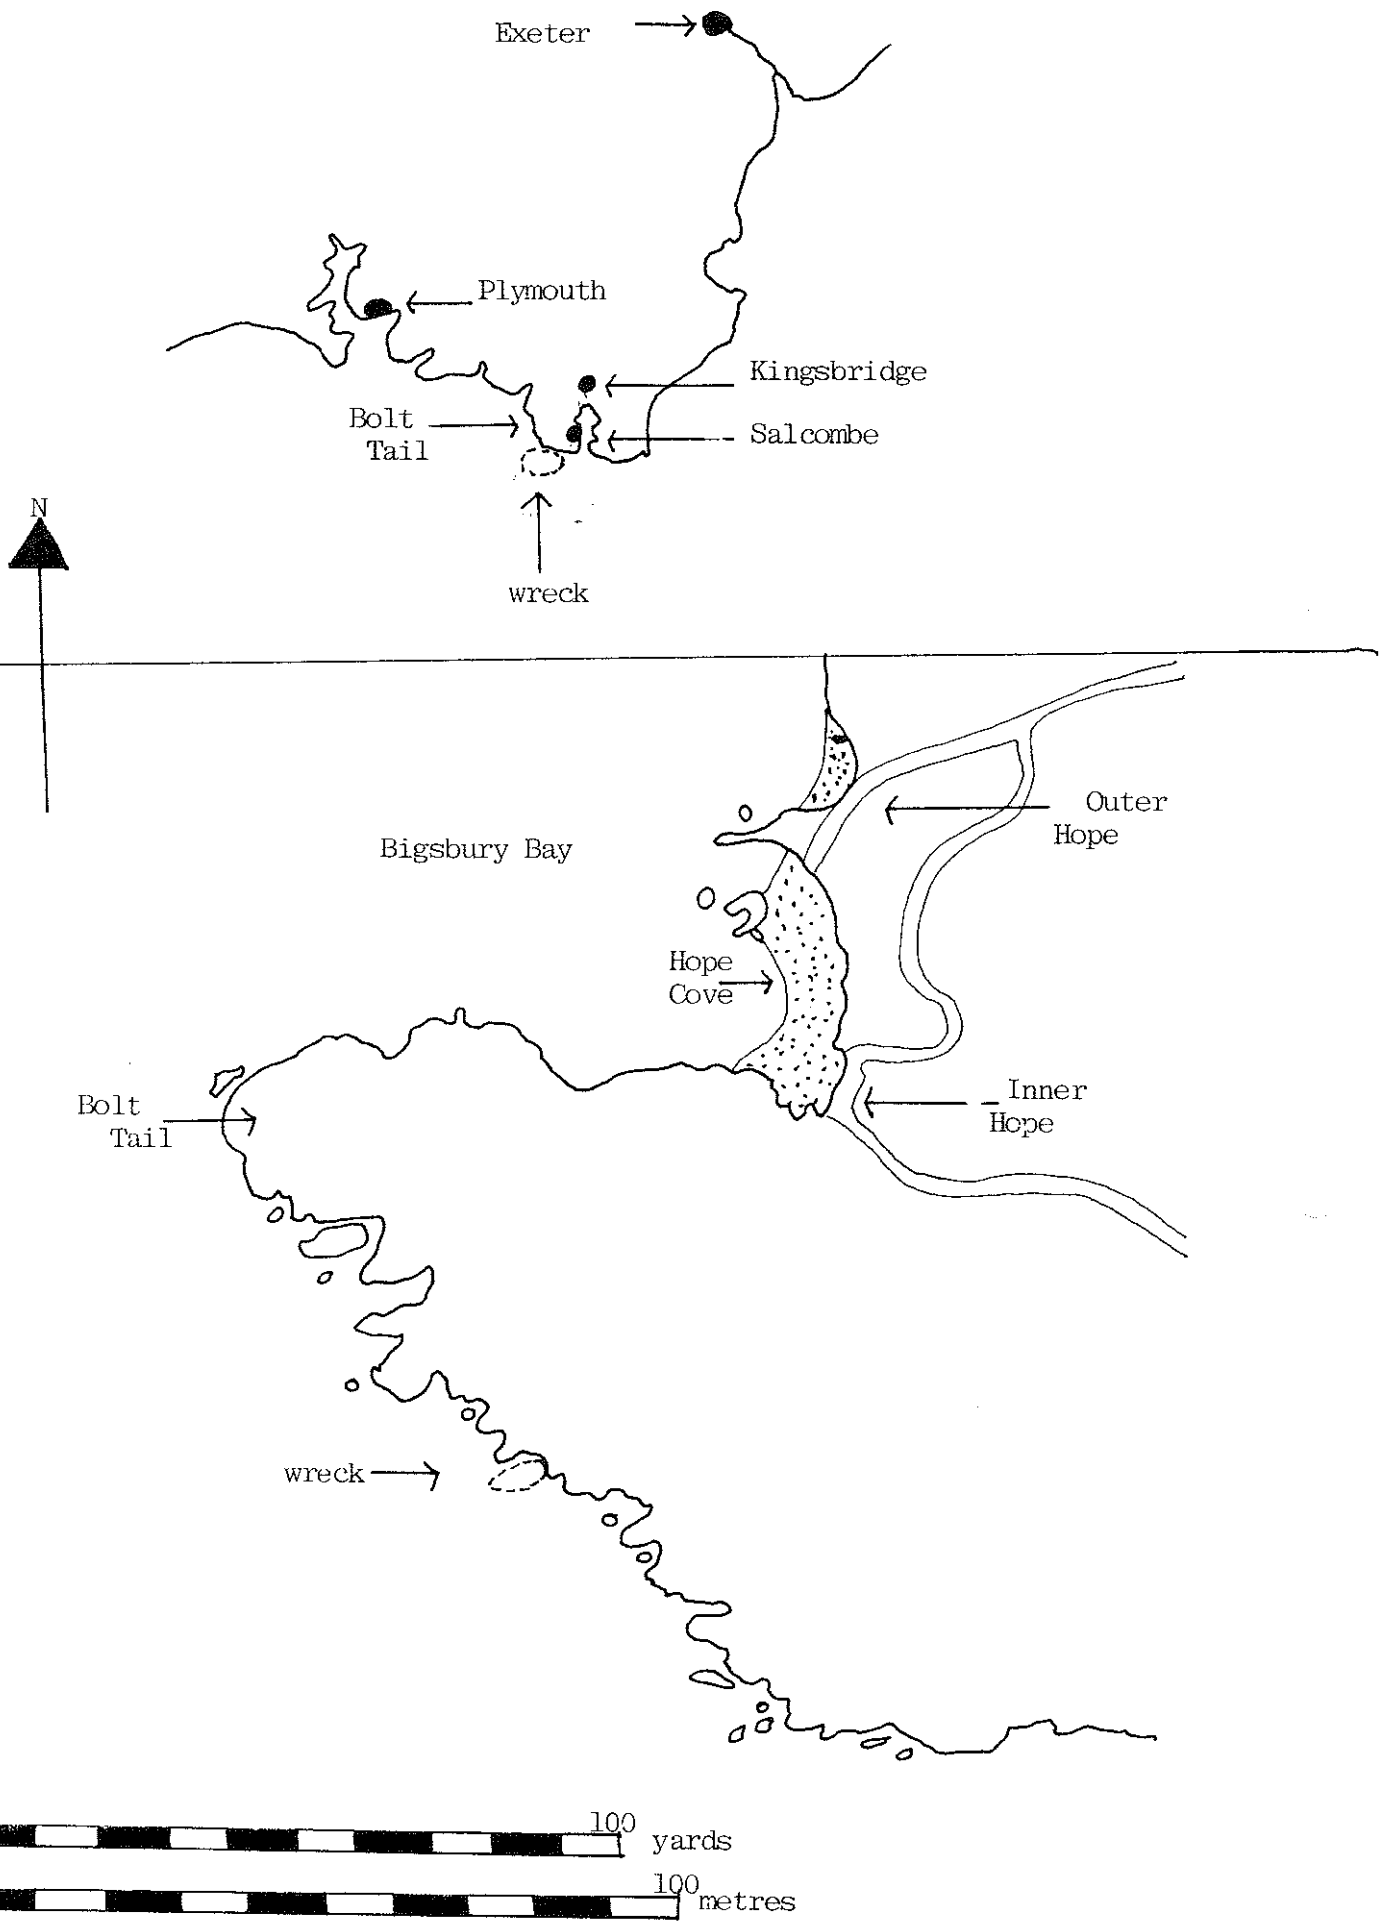 Exeter
Plymouth
Kingsbridge
Bolt
Tail
Salcombe
N
wreck
Outer
Hope
Bigsbury Bay
Hope
Cove
Bolt
Tail
Inner
Hope
wreck
100
yards
100
metres